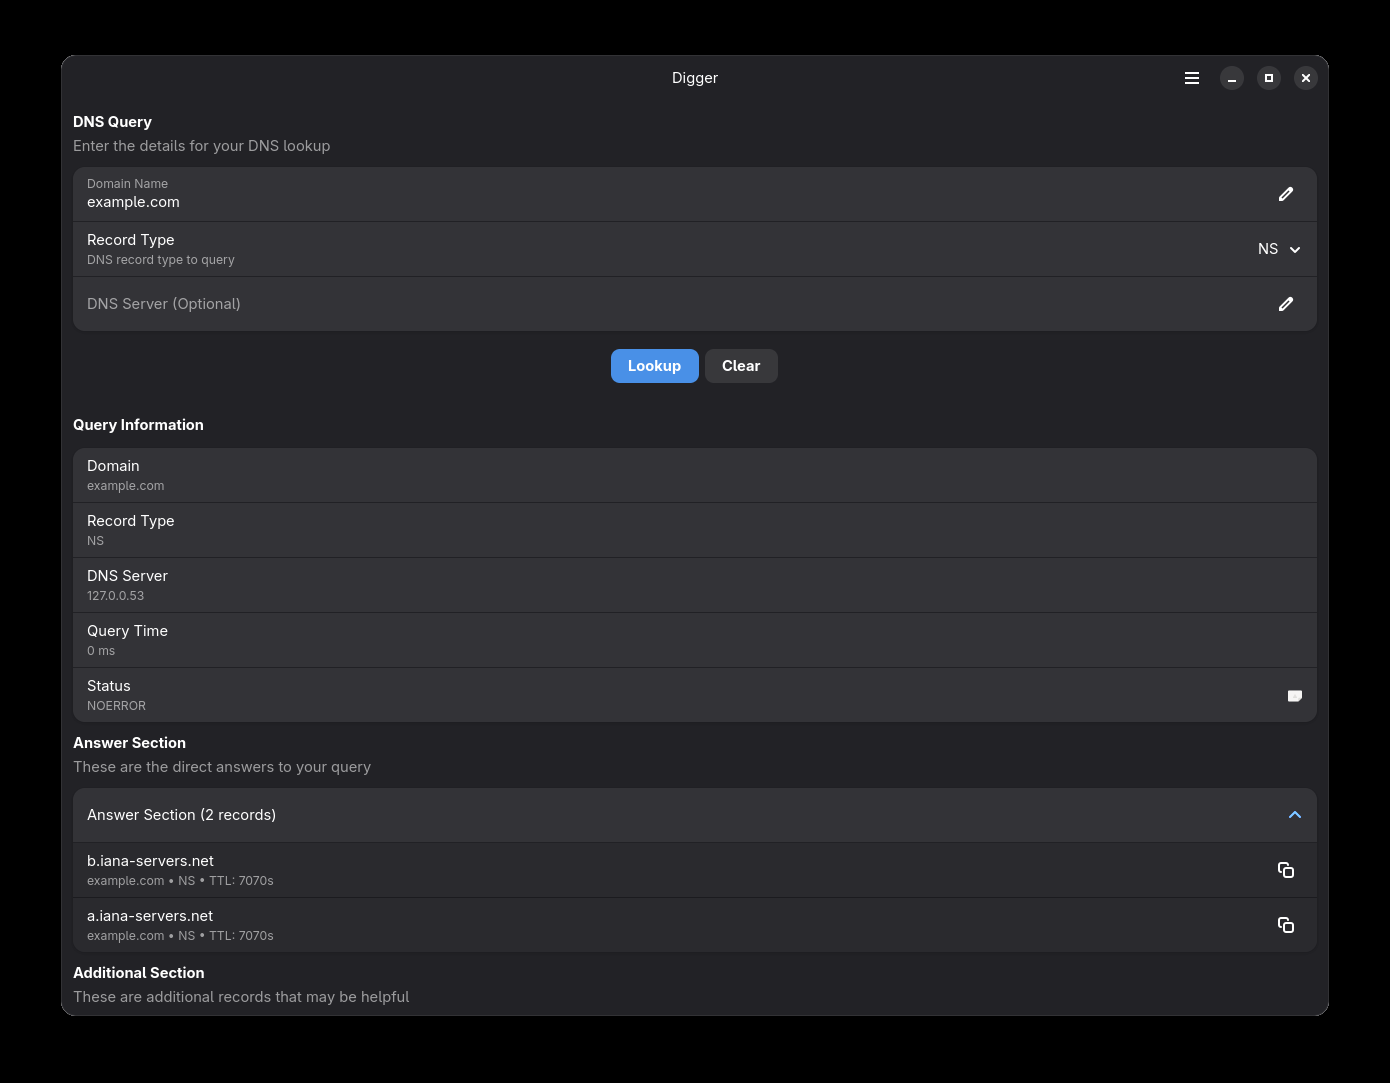 Digger
DNS Query
Enter the details for your DNS lookup
Domain Name
example.com
Record Type
DNS record type to query
NS
DNS Server (Optional)
Lookup
Clear
Query Information
Domain
example.com
Record Type
NS
DNS Server
127.0.0.53
Query Time
0 ms
Status
NOERROR
Answer Section
These are the direct answers to your query
Answer Section (2 records)
b.iana-servers.net
example.com • NS • TTL: 7070s
a.iana-servers.net
example.com • NS • TTL: 7070s
Additional Section
These are additional records that may be helpful